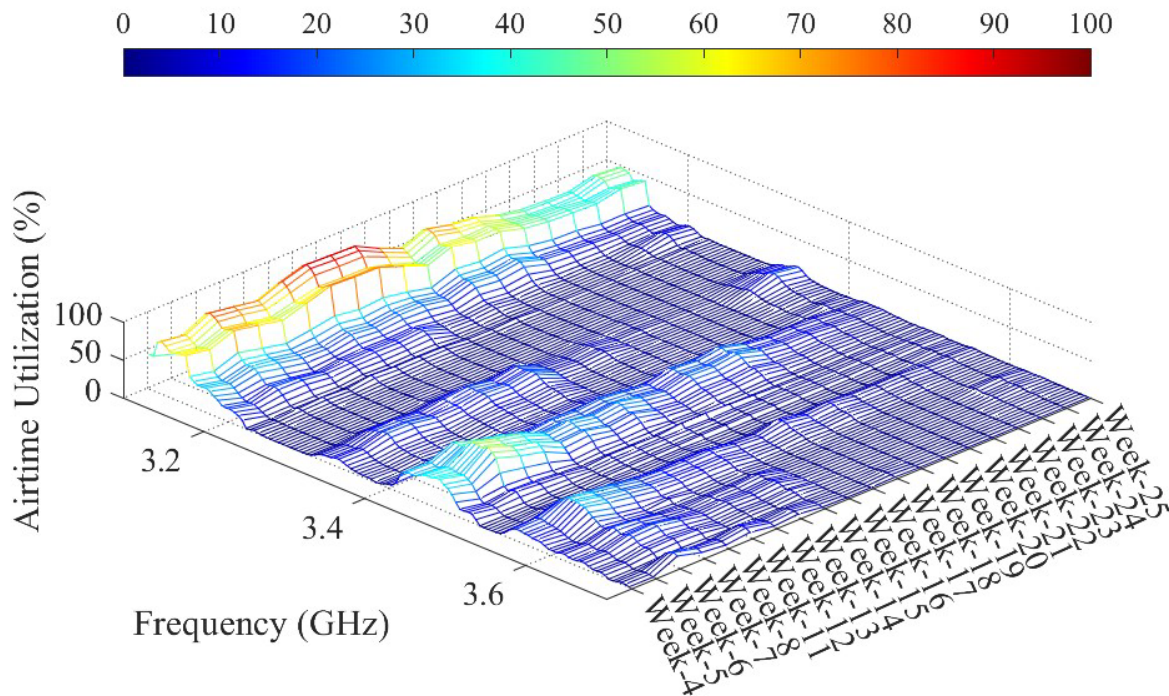 0 10 20 30 40 50 60 70 80 90 100
Airtime Utilization (%)
100
50
0
3.2
3.4
3.6
Frequency (GHz)
Week-4
Week-5
Week-6
Week-7
Week-8
Week-11
Week-12
Week-13
Week-14
Week-15
Week-16
Week-17
Week-18
Week-19
Week-20
Week-21
Week-22
Week-23
Week-24
Week-25